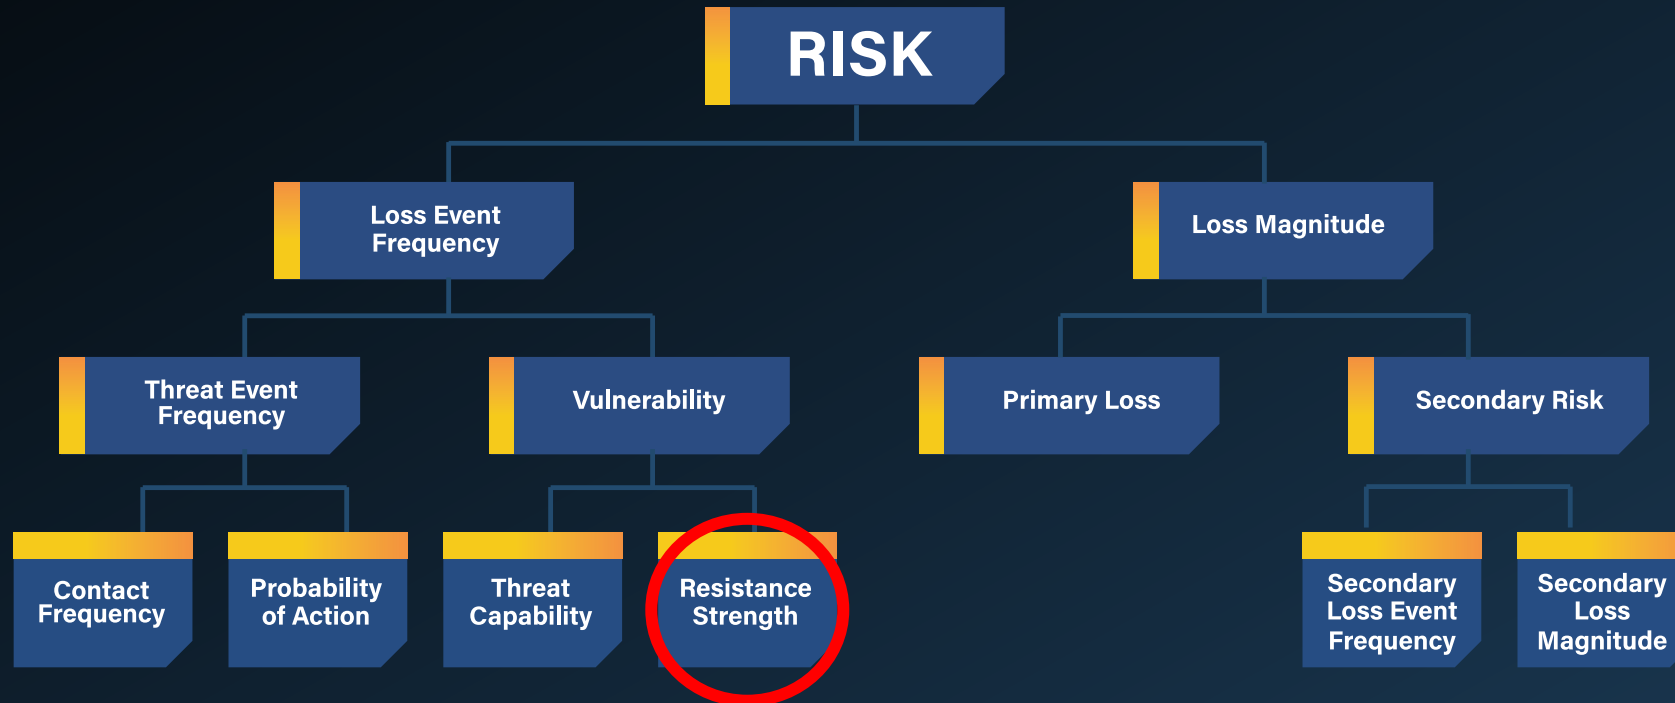 RISK
Loss Event
Frequency
Loss Magnitude
Threat Event
Frequency
Vulnerability
Primary Loss
Secondary Risk
Contact
Frequency
Probability
of Action
Threat
Capability
Resistance
Strength
Secondary
Loss Event
Frequency
Secondary
Loss
Magnitude